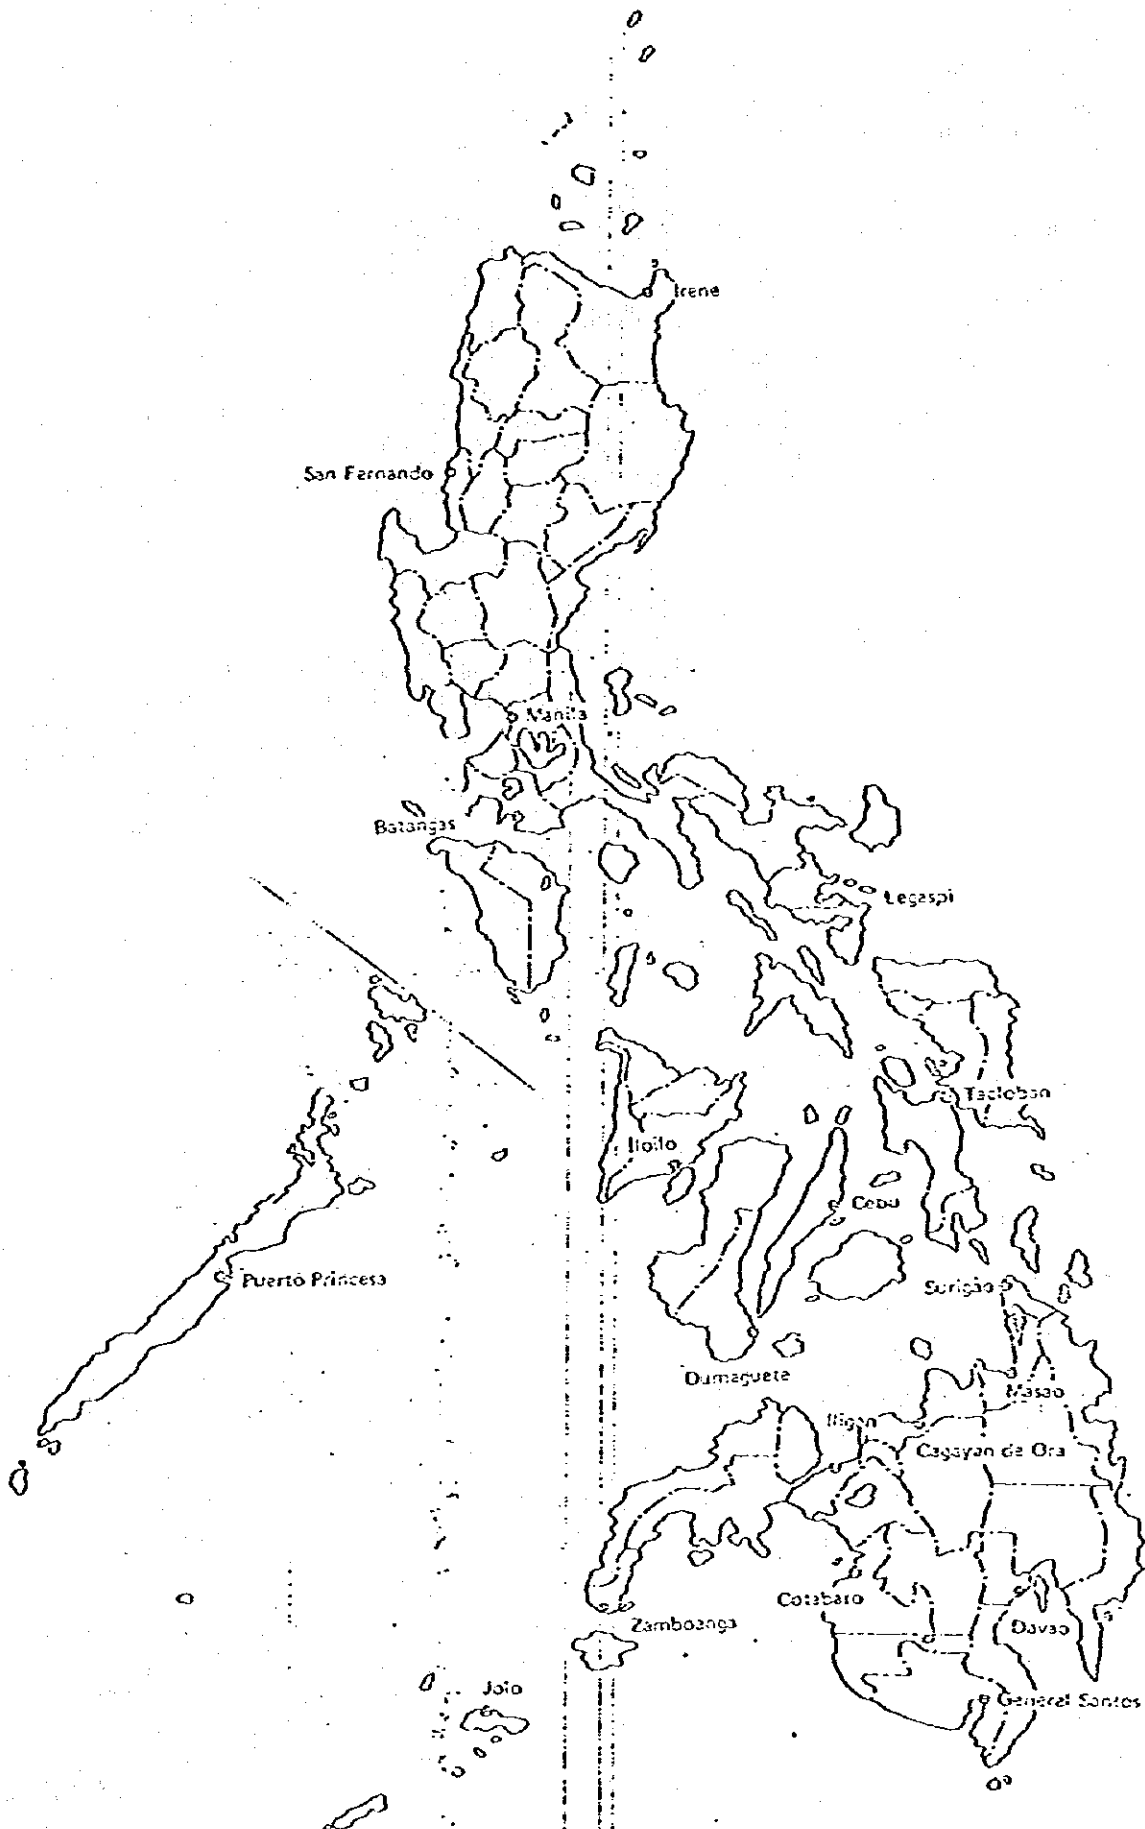 Irene
San Fernando
Manila
Batangas
Legaspi
Tacloban
Iloilo
Cebu
Puerto Princesa
Surigao
Dumaguete
Masao
Iligan
Cagayan de Ora
Cotabato
Zamboanga
Davao
Jolo
General Santos